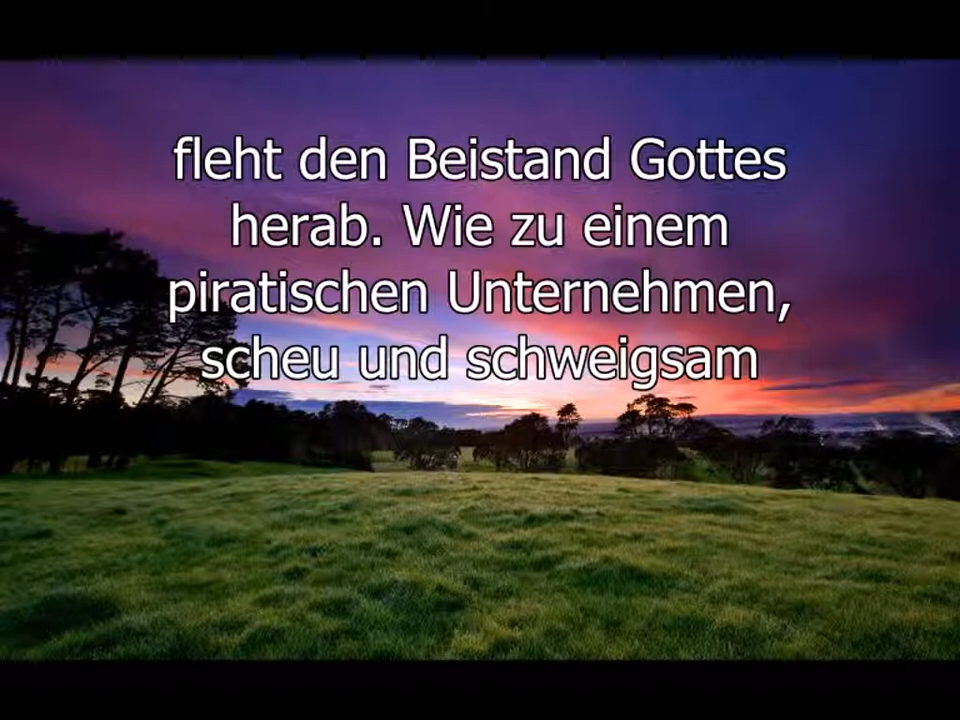 fleht den Beistand Gottes
herab. Wie zu einem
piratischen Unternehmen,
scheu und schweigsam